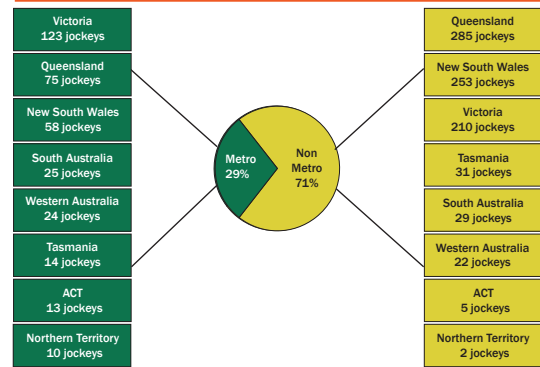 Victoria
123 jockeys
Queensland
75 jockeys
New South Wales
58 jockeys
South Australia
25 jockeys
Western Australia
24 jockeys
Tasmania
14 jockeys
ACT
13 jockeys
Northern Territory
10 jockeys
Metro
29%
Non
Metro
71%
Queensland
285 jockeys
New South Wales
253 jockeys
Victoria
210 jockeys
Tasmania
31 jockeys
South Australia
29 jockeys
Western Australia
22 jockeys
ACT
5 jockeys
Northern Territory
2 jockeys